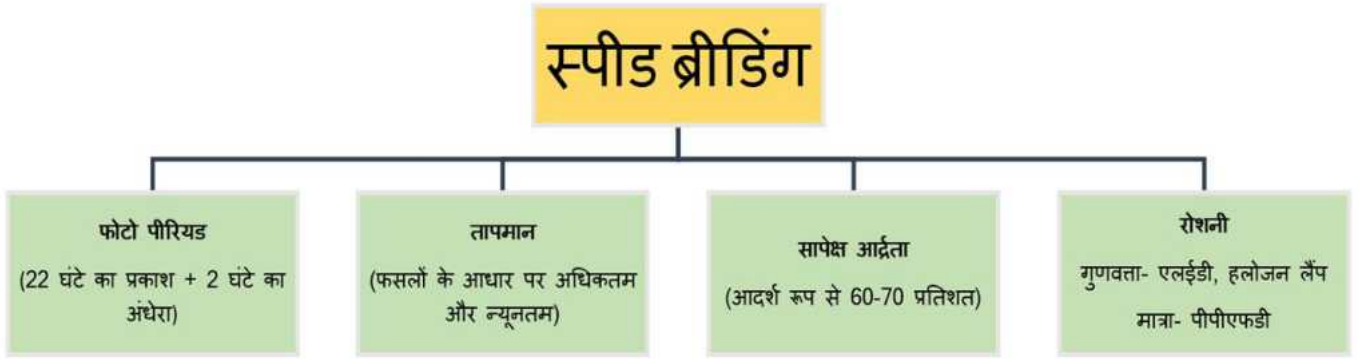 स्पीड ब्रीडिंग
फोटो पीरियड
(22 घंटे का प्रकाश + 2 घंटे का
अंधेरा)
तापमान
(फसलों के आधार पर अधिकतम
और न्यूनतम)
सापेक्ष आर्द्रता
(आदर्श रूप से 60-70 प्रतिशत)
रोशनी
गुणवत्ता- एलईडी, हलोजन लैंप
मात्रा- पीपीएफडी